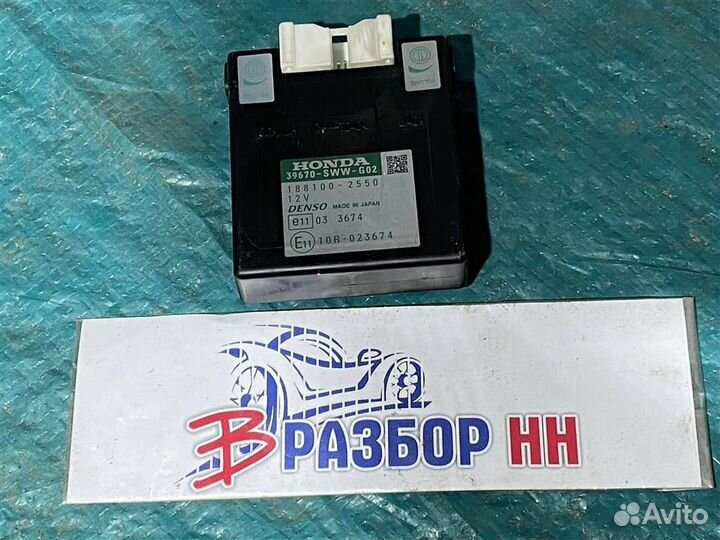 HONDA
39670-SWW-G02
188100-2550
12V
DENSO MADE IN JAPAN
e11 03 3674
E11 10R-023674
В РАЗБОР НН
Avito